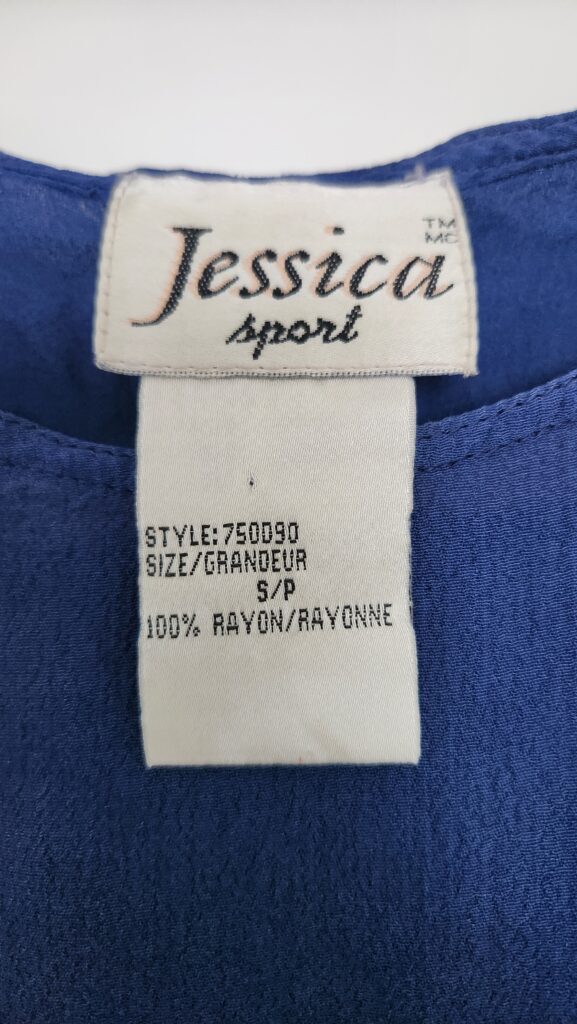 Jessica
TM
MC
sport
STYLE:750090
SIZE/GRANDEUR
S/P
100% RAYON/RAYONNE